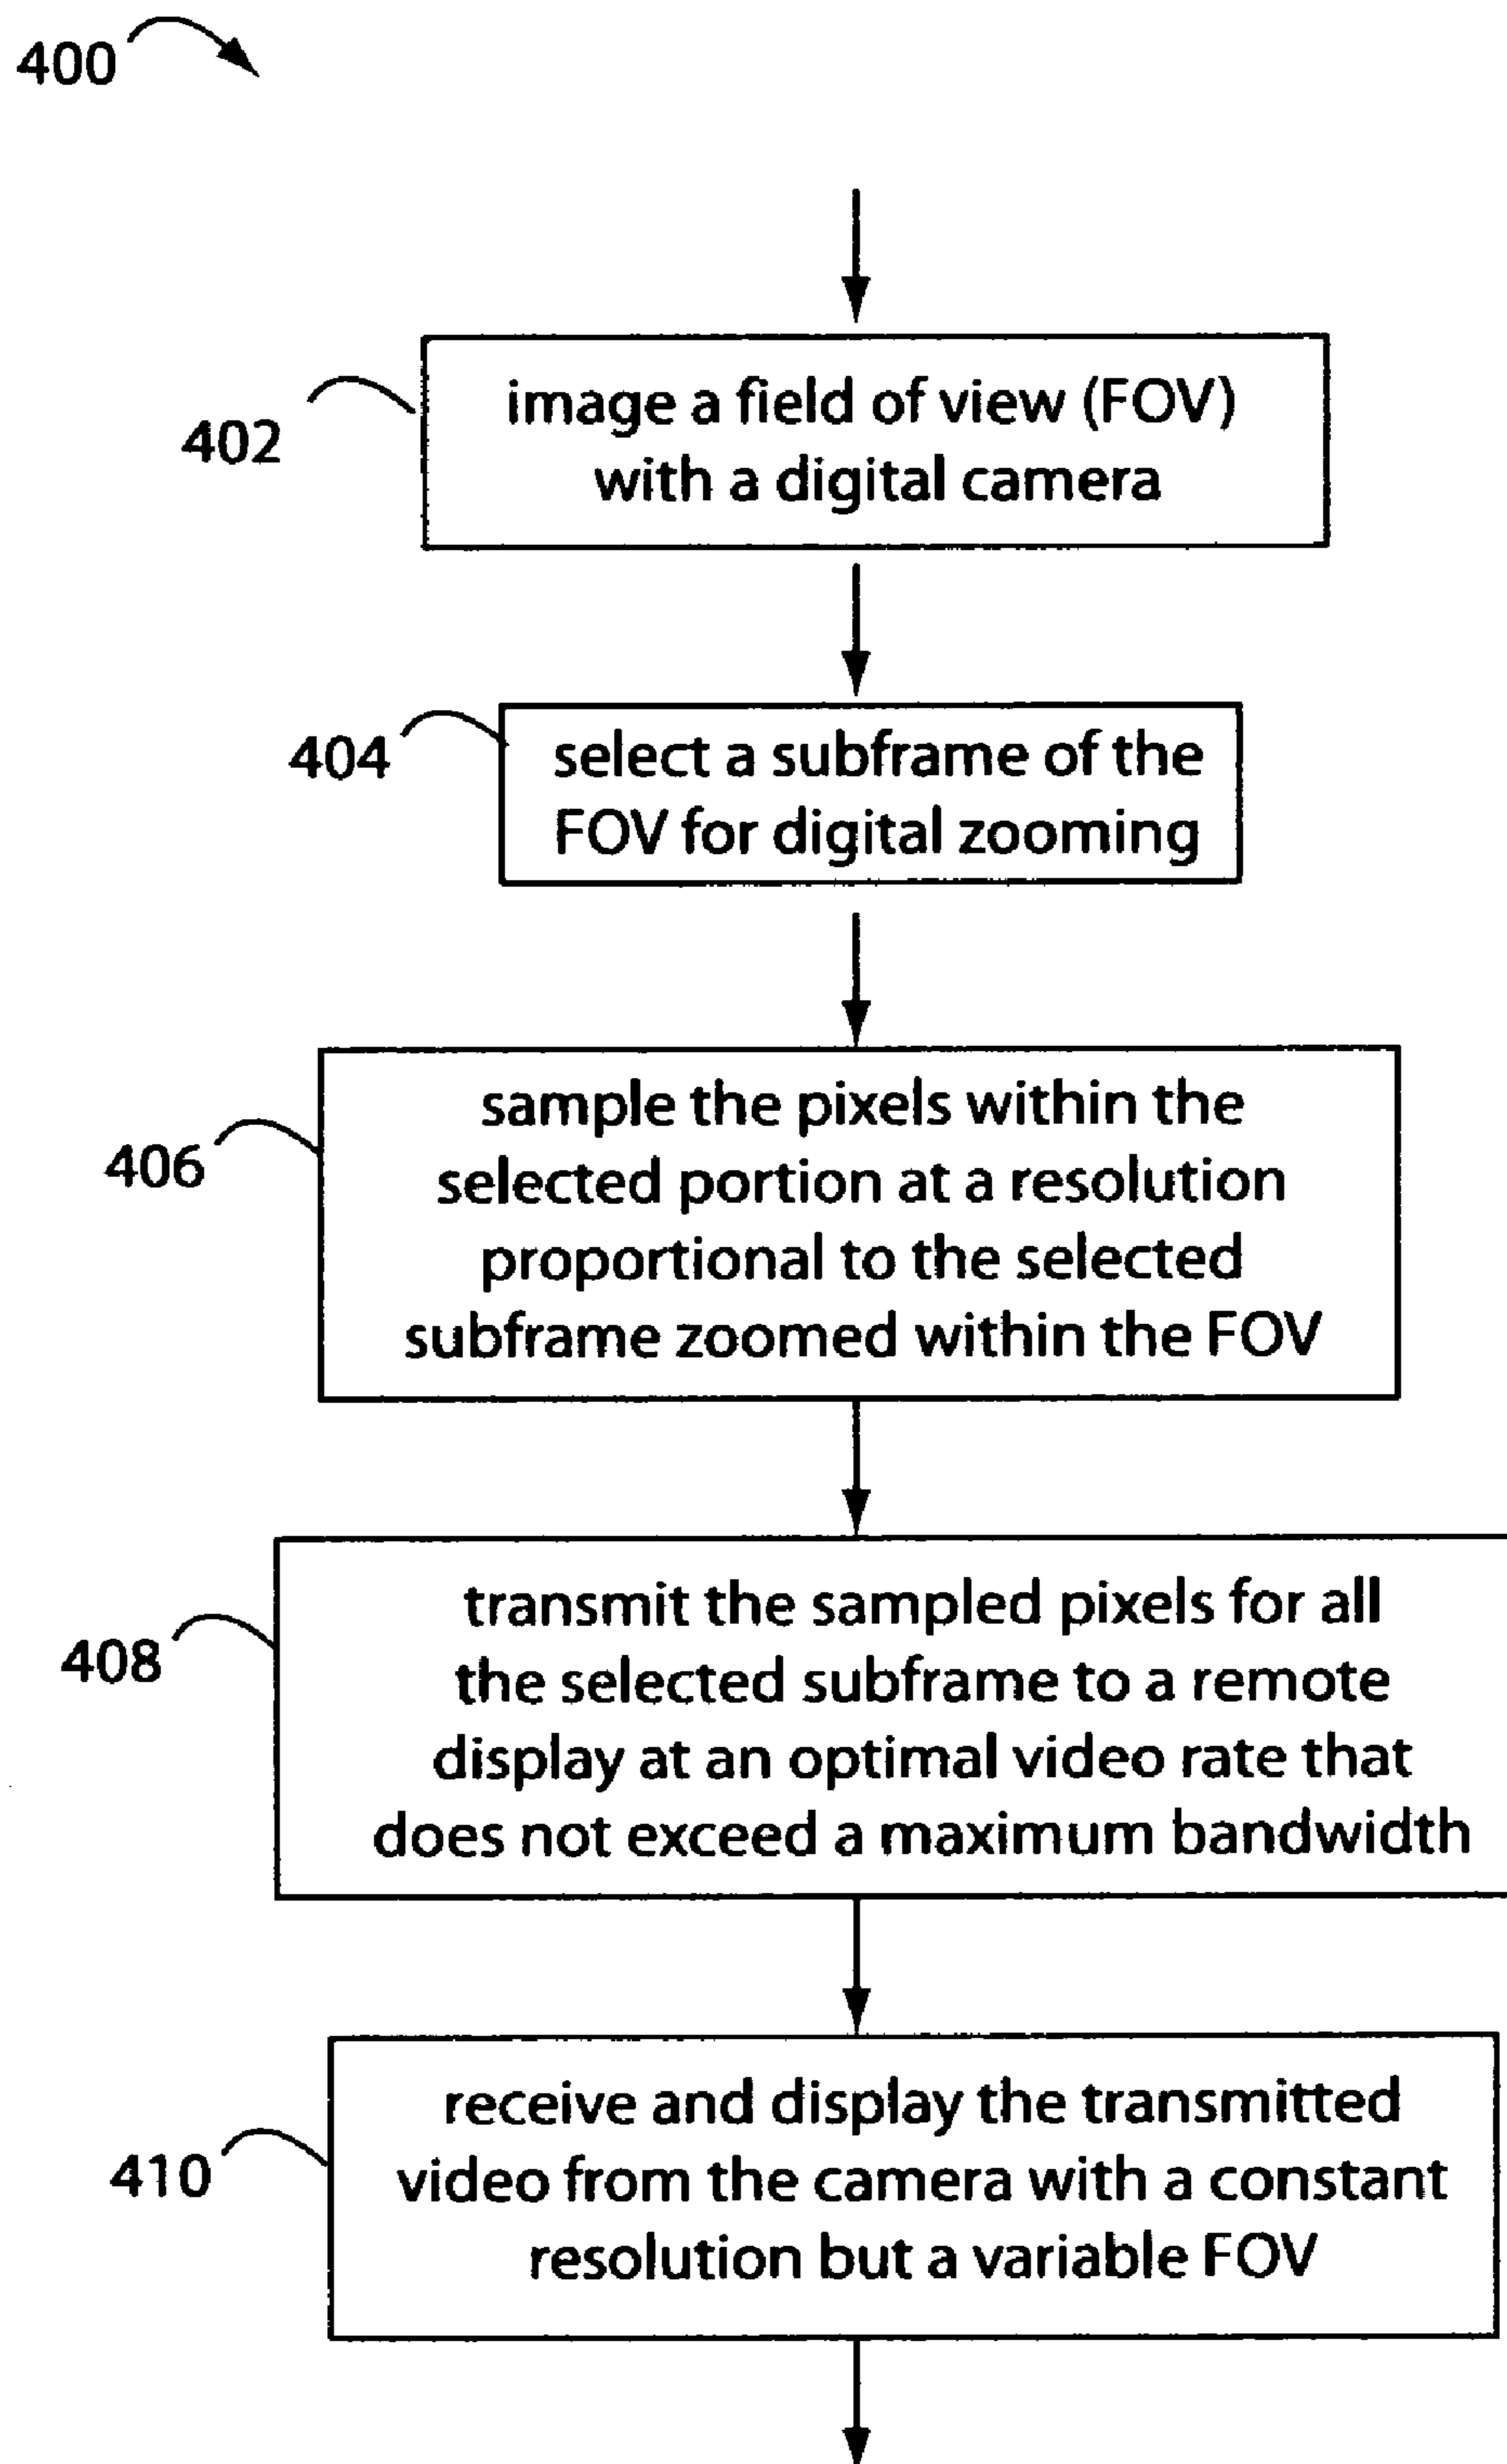 400
402
image a field of view (FOV)
with a digital camera
404
select a subframe of the
FOV for digital zooming
406
sample the pixels within the
selected portion at a resolution
proportional to the selected
subframe zoomed within the FOV
408
transmit the sampled pixels for all
the selected subframe to a remote
display at an optimal video rate that
does not exceed a maximum bandwidth
410
receive and display the transmitted
video from the camera with a constant
resolution but a variable FOV